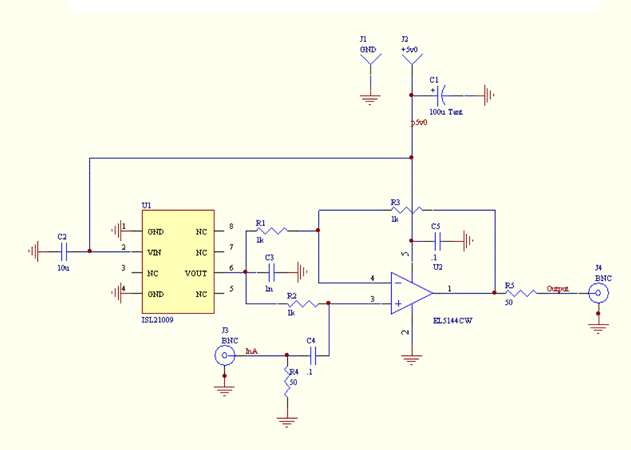 J1
GND
J2
+5v0
C1
+
100u Tant
p5v0
U1
1
GND
NC
8
2
VIN
NC
7
3
NC
VOUT
6
4
GND
NC
5
ISL21009
C2
10u
R1
1k
R3
1k
C3
1n
C5
.1
5
U2
R2
1k
4
−
3
+
1
EL5144CW
2
R5
50
Output
J4
BNC
J3
BNC
InA
C4
.1
R4
50